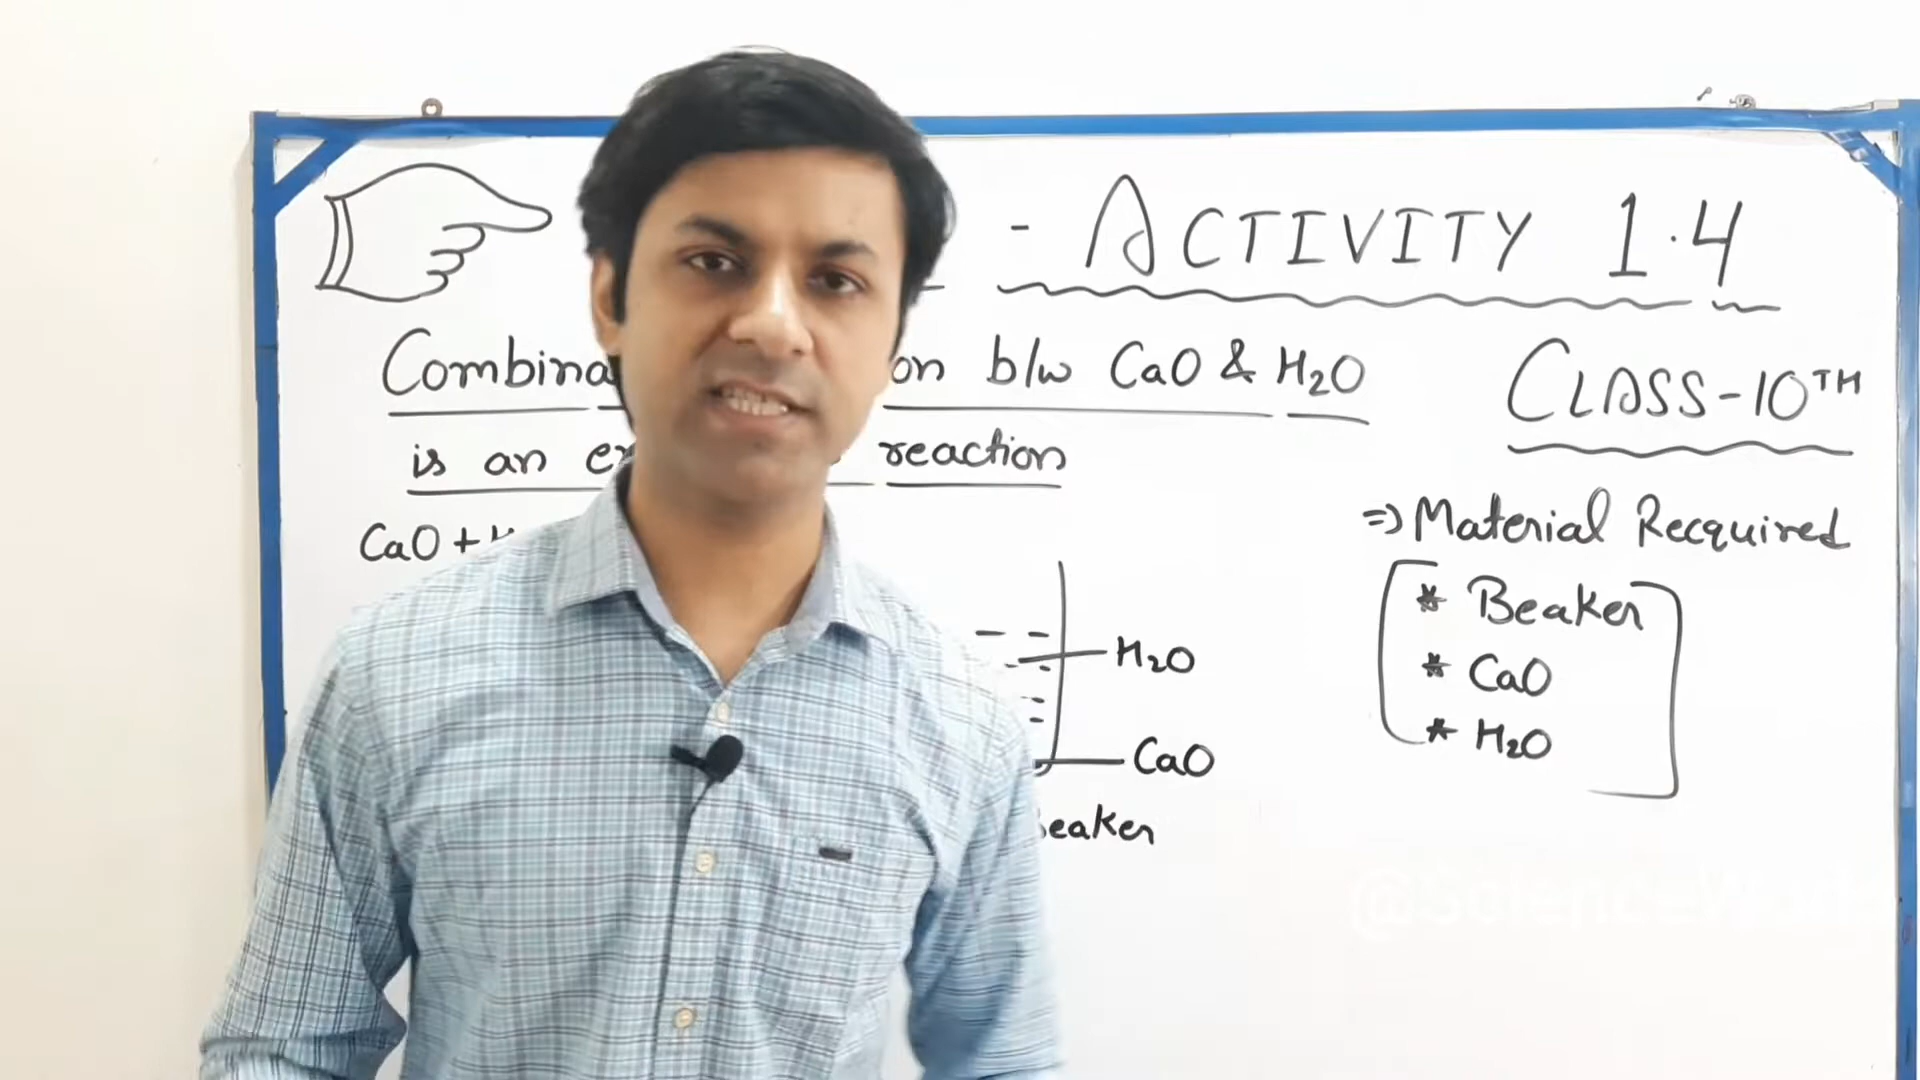 - ACTIVITY 1.4
Combina on b/w CaO & H2O
is an e reaction
CLASS-10TH
CaO +
H2O
CaO
eaker
=> Material Recquired
* Beaker
* CaO
* H2O